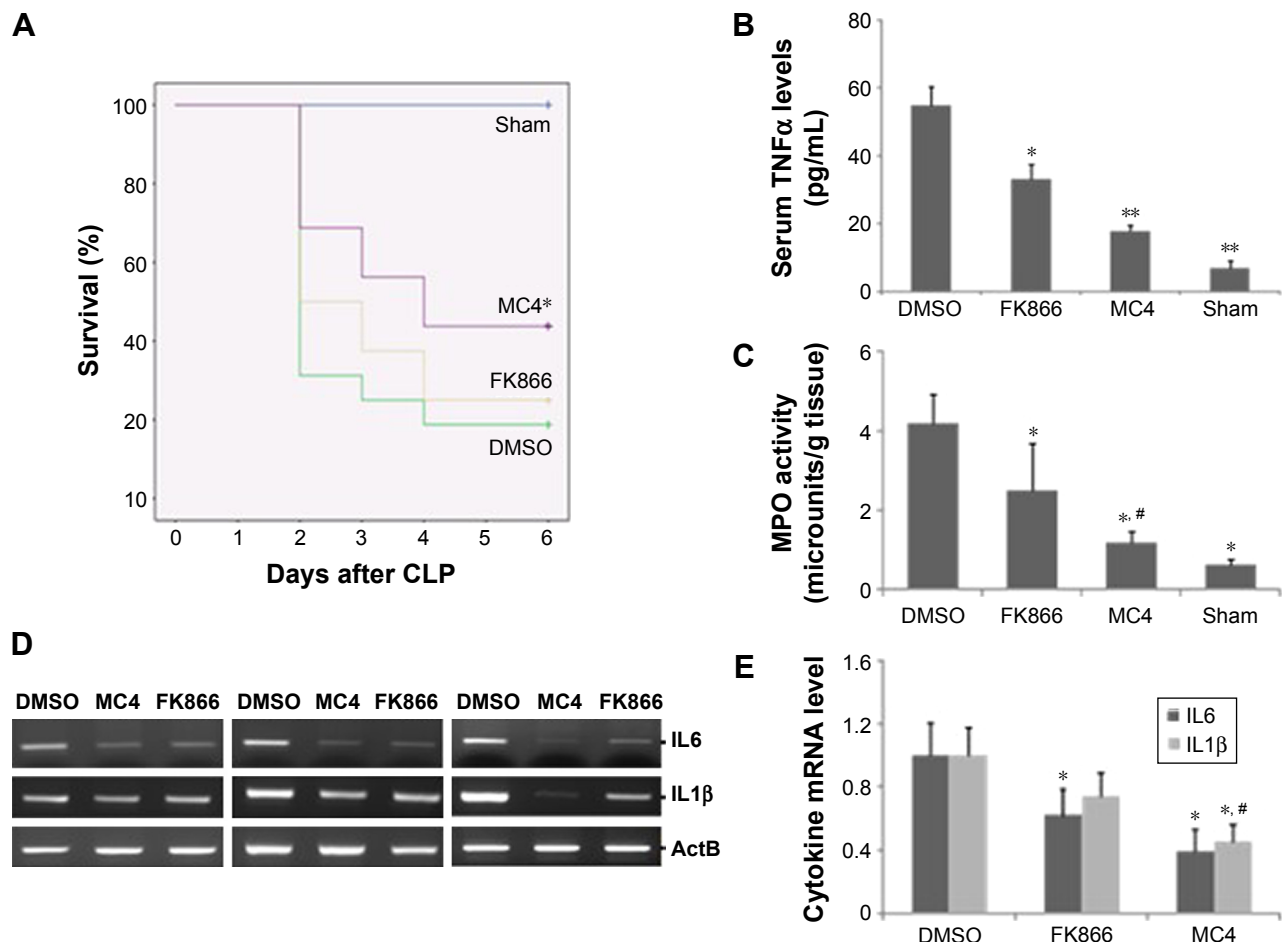 A
Survival (%)
100
80
60
40
20
10
Sham
MC4*
FK866
DMSO
0 1 2 3 4 5 6
Days after CLP
B
Serum TNFα levels
(pg/mL)
80
60
40
20
0
*
**
**
DMSO FK866 MC4 Sham
C
MPO activity
(microunits/g tissue)
6
4
2
0
*
*, #
*
DMSO FK866 MC4 Sham
D
DMSO MC4 FK866 DMSO MC4 FK866 DMSO MC4 FK866
IL6
IL1β
ActB
E
Cytokine mRNA level
1.6
1.2
0.8
0.4
0
IL6
IL1β
*
*
*, #
DMSO FK866 MC4